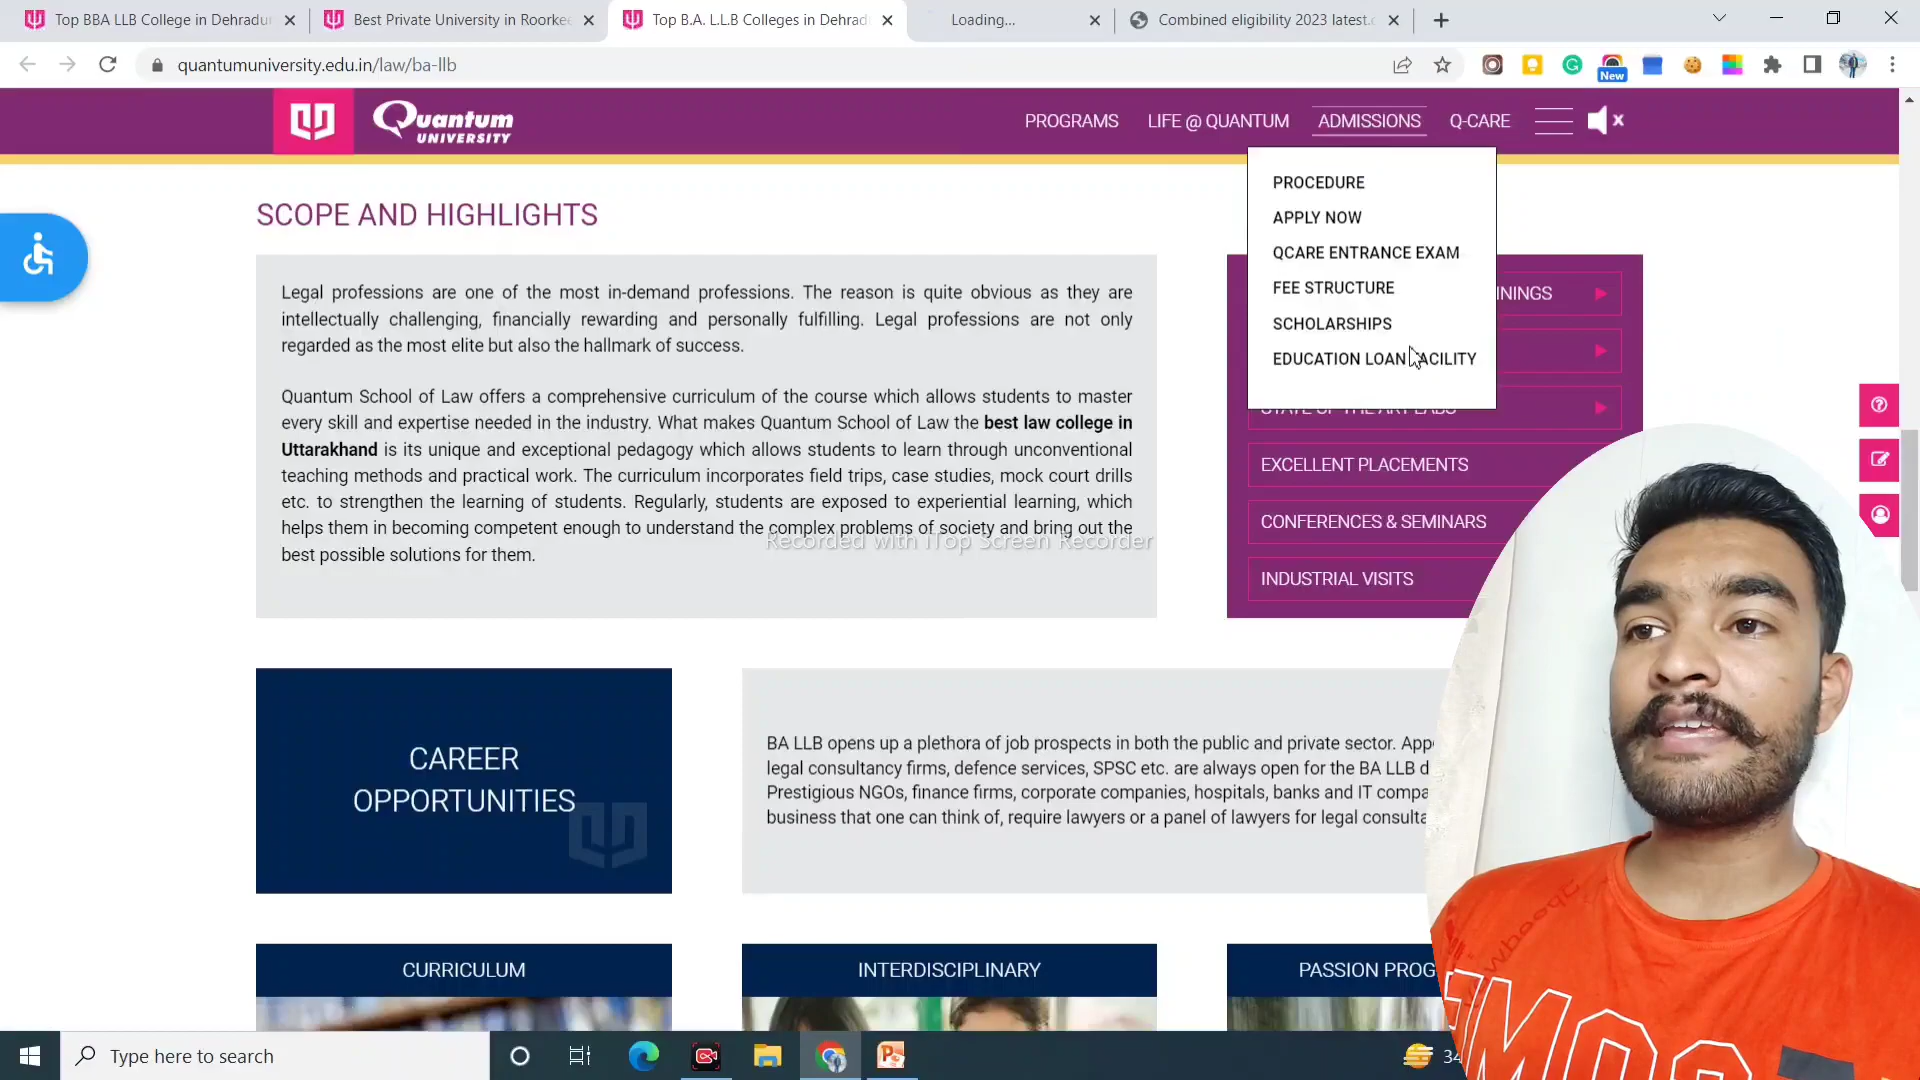 Top BBA LLB College in Dehradu
Best Private University in Roorke
Top B.A. L.L.B Colleges in Dehrad
Loading...
Combined eligibility 2023 latest.
quantumuniversity.edu.in/law/ba-llb
New
Quantum
UNIVERSITY
PROGRAMS
LIFE @ QUANTUM
ADMISSIONS
Q-CARE
PROCEDURE
APPLY NOW
QCARE ENTRANCE EXAM
FEE STRUCTURE
SCHOLARSHIPS
EDUCATION LOAN FACILITY
SCOPE AND HIGHLIGHTS
Legal professions are one of the most in-demand professions. The reason is quite obvious as they are
intellectually challenging, financially rewarding and personally fulfilling. Legal professions are not only
regarded as the most elite but also the hallmark of success.
Quantum School of Law offers a comprehensive curriculum of the course which allows students to master
every skill and expertise needed in the industry. What makes Quantum School of Law the best law college in
Uttarakhand is its unique and exceptional pedagogy which allows students to learn through unconventional
teaching methods and practical work. The curriculum incorporates field trips, case studies, mock court drills
etc. to strengthen the learning of students. Regularly, students are exposed to experiential learning, which
helps them in becoming competent enough to understand the complex problems of society and bring out the
best possible solutions for them.
Recorded with iTop Screen Recorder
ININGS
STATE OF THE ART LABS
EXCELLENT PLACEMENTS
CONFERENCES & SEMINARS
INDUSTRIAL VISITS
CAREER
OPPORTUNITIES
BA LLB opens up a plethora of job prospects in both the public and private sector. App
legal consultancy firms, defence services, SPSC etc. are always open for the BA LLB d
Prestigious NGOs, finance firms, corporate companies, hospitals, banks and IT compa
business that one can think of, require lawyers or a panel of lawyers for legal consulta
CURRICULUM
INTERDISCIPLINARY
PASSION PROG
Type here to search
34